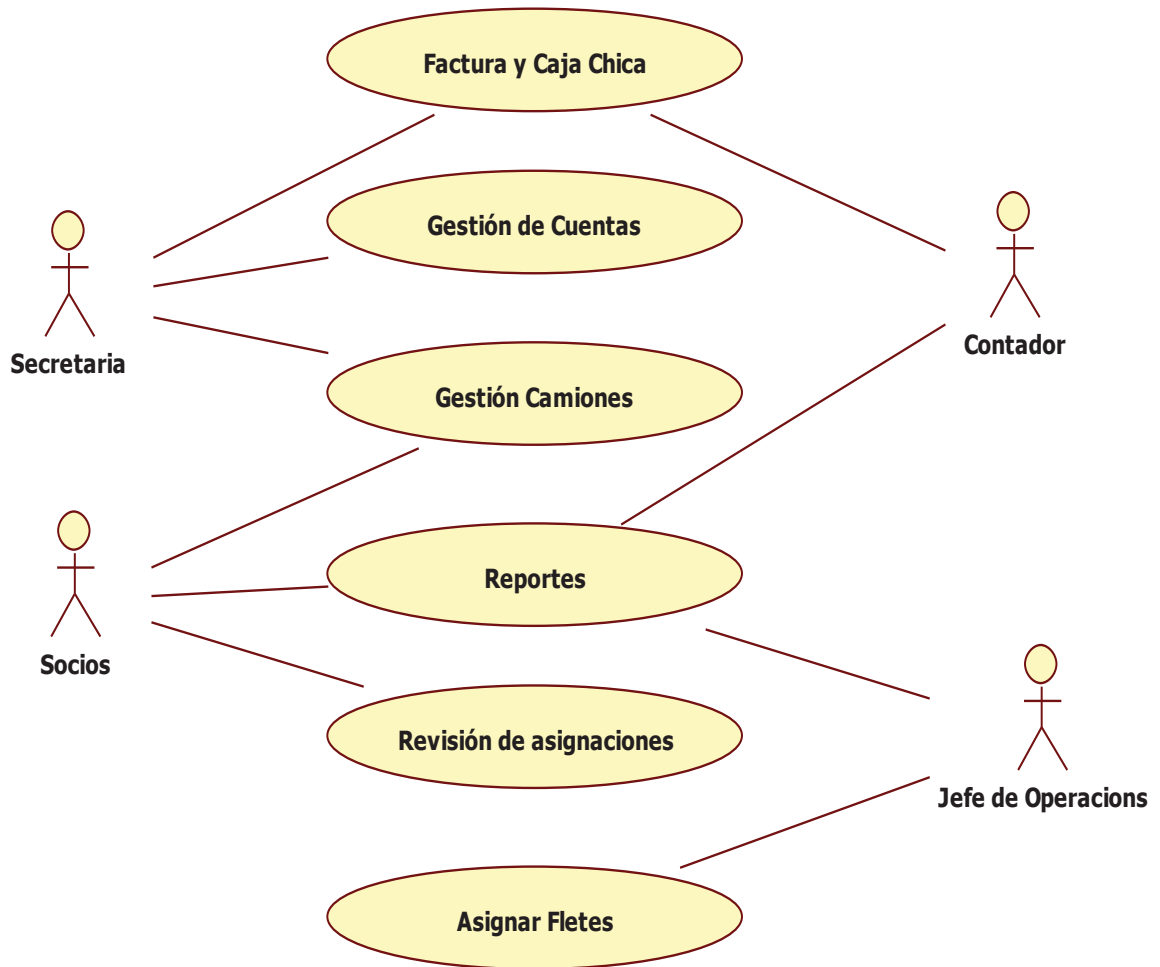 Factura y Caja Chica
Gestión de Cuentas
Secretaria
Contador
Gestión Camiones
Reportes
Socios
Revisión de asignaciones
Jefe de Operacions
Asignar Fletes